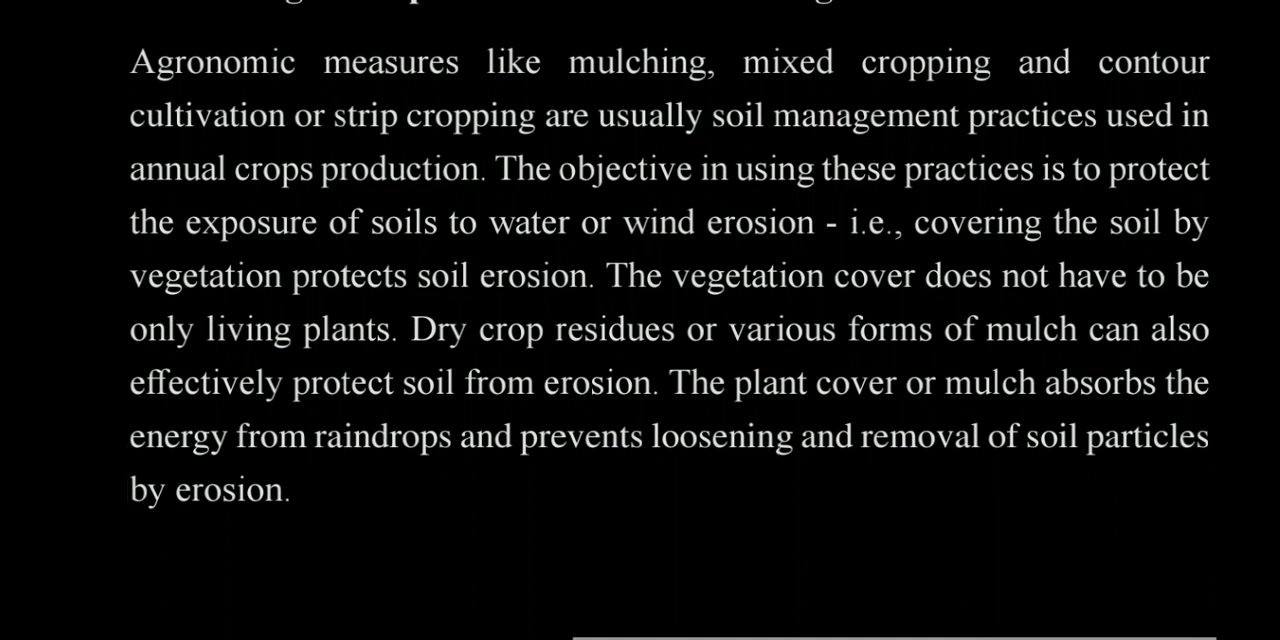 Agronomic measures like mulching, mixed cropping and contour
cultivation or strip cropping are usually soil management practices used in
annual crops production. The objective in using these practices is to protect
the exposure of soils to water or wind erosion - i.e., covering the soil by
vegetation protects soil erosion. The vegetation cover does not have to be
only living plants. Dry crop residues or various forms of mulch can also
effectively protect soil from erosion. The plant cover or mulch absorbs the
energy from raindrops and prevents loosening and removal of soil particles
by erosion.